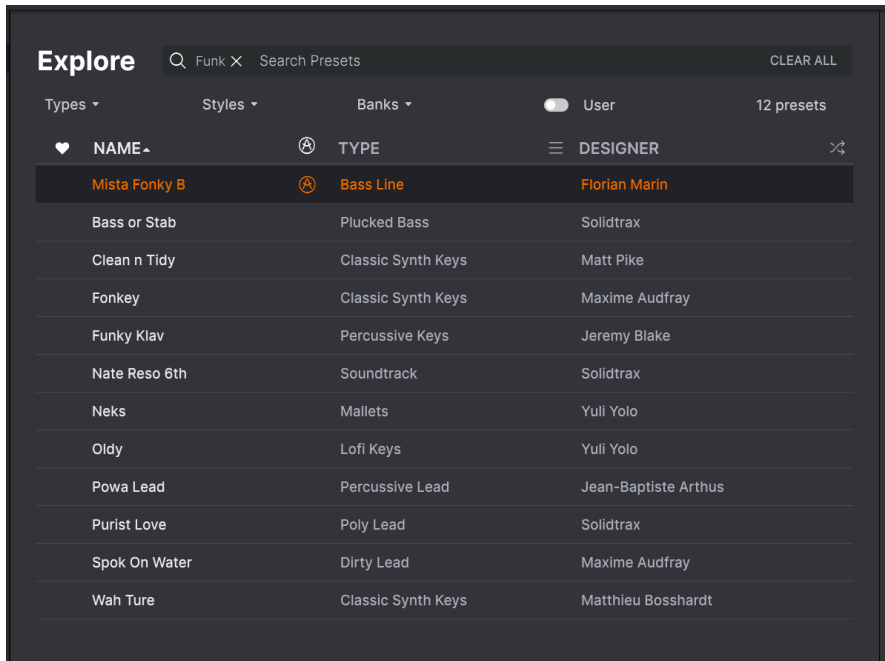 Explore Funk Search Presets CLEAR ALL
Types Styles Banks User 12 presets
NAME TYPE DESIGNER
Mista Fonky B Bass Line Florian Marin
Bass or Stab Plucked Bass Solidtrax
Clean n Tidy Classic Synth Keys Matt Pike
Fonkey Classic Synth Keys Maxime Audfray
Funky Klav Percussive Keys Jeremy Blake
Nate Reso 6th Soundtrack Solidtrax
Neks Mallets Yuli Yolo
Oldy Lofi Keys Yuli Yolo
Powa Lead Percussive Lead Jean-Baptiste Arthus
Purist Love Poly Lead Solidtrax
Spok On Water Dirty Lead Maxime Audfray
Wah Ture Classic Synth Keys Matthieu Bosshardt